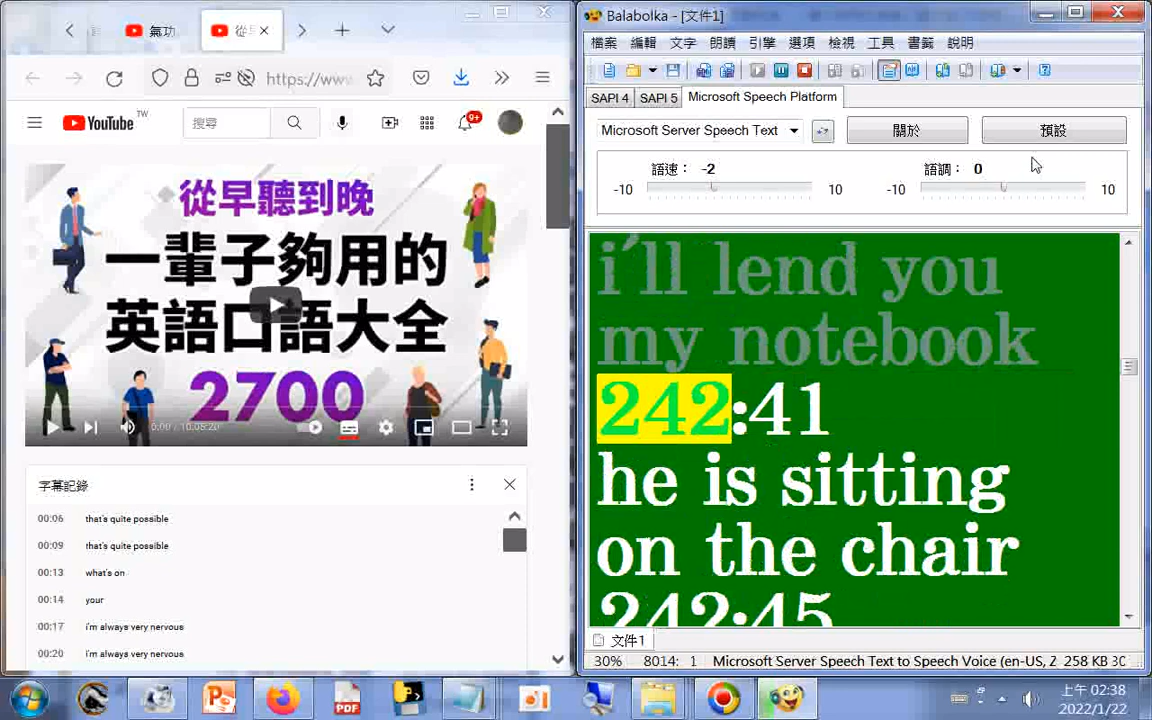 氣功
從
https://www
YouTube TW
搜尋
9+
從早聽到晚
一輩子夠用的
英語口語大全
2700
0:00 / 10:05:20
字幕記錄
00:06 that's quite possible
00:09 that's quite possible
00:13 what's on
00:14 your
00:17 i'm always very nervous
00:20 i'm always very nervous
Balabolka - [文件1]
檔案 編輯 文字 朗讀 引擎 選項 檢視 工具 書籤 說明
SAPI 4 SAPI 5 Microsoft Speech Platform
Microsoft Server Speech Text 關於 預設
語速： -2 語調： 0
-10 10 -10 10
i´ll lend you
my notebook
242:41
he is sitting
on the chair
242:45
文件1
30% 8014: 1 Microsoft Server Speech Text to Speech Voice (en-US, Z 258 KB
PDF
上午 02:38
2022/1/22